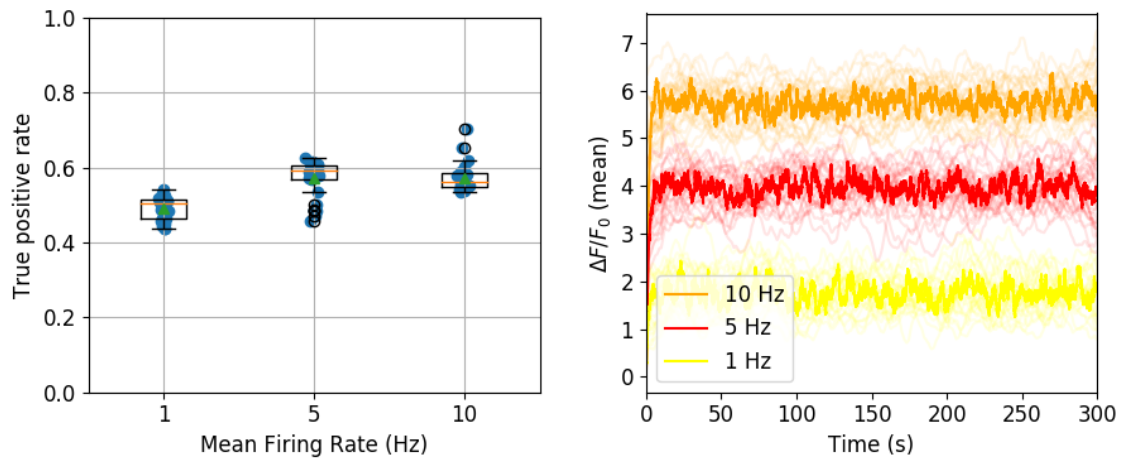 1.0
0.8
0.6
0.4
0.2
0.0
True positive rate
1 5 10
Mean Firing Rate (Hz)
7
6
5
4
3
2
1
0
ΔF/F₀ (mean)
10 Hz
5 Hz
1 Hz
0 50 100 150 200 250 300
Time (s)